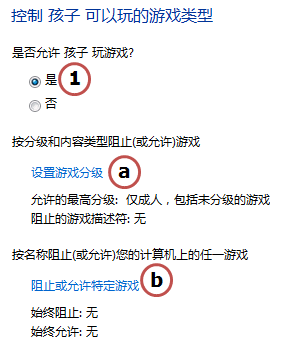 控制 孩子 可以玩的游戏类型
是否允许 孩子 玩游戏?
是 1
否
按分级和内容类型阻止(或允许)游戏
设置游戏分级 a
允许的最高分级: 仅成人，包括未分级的游戏
阻止的游戏描述符: 无
按名称阻止(或允许)您的计算机上的任一游戏
阻止或允许特定游戏 b
始终阻止: 无
始终允许: 无